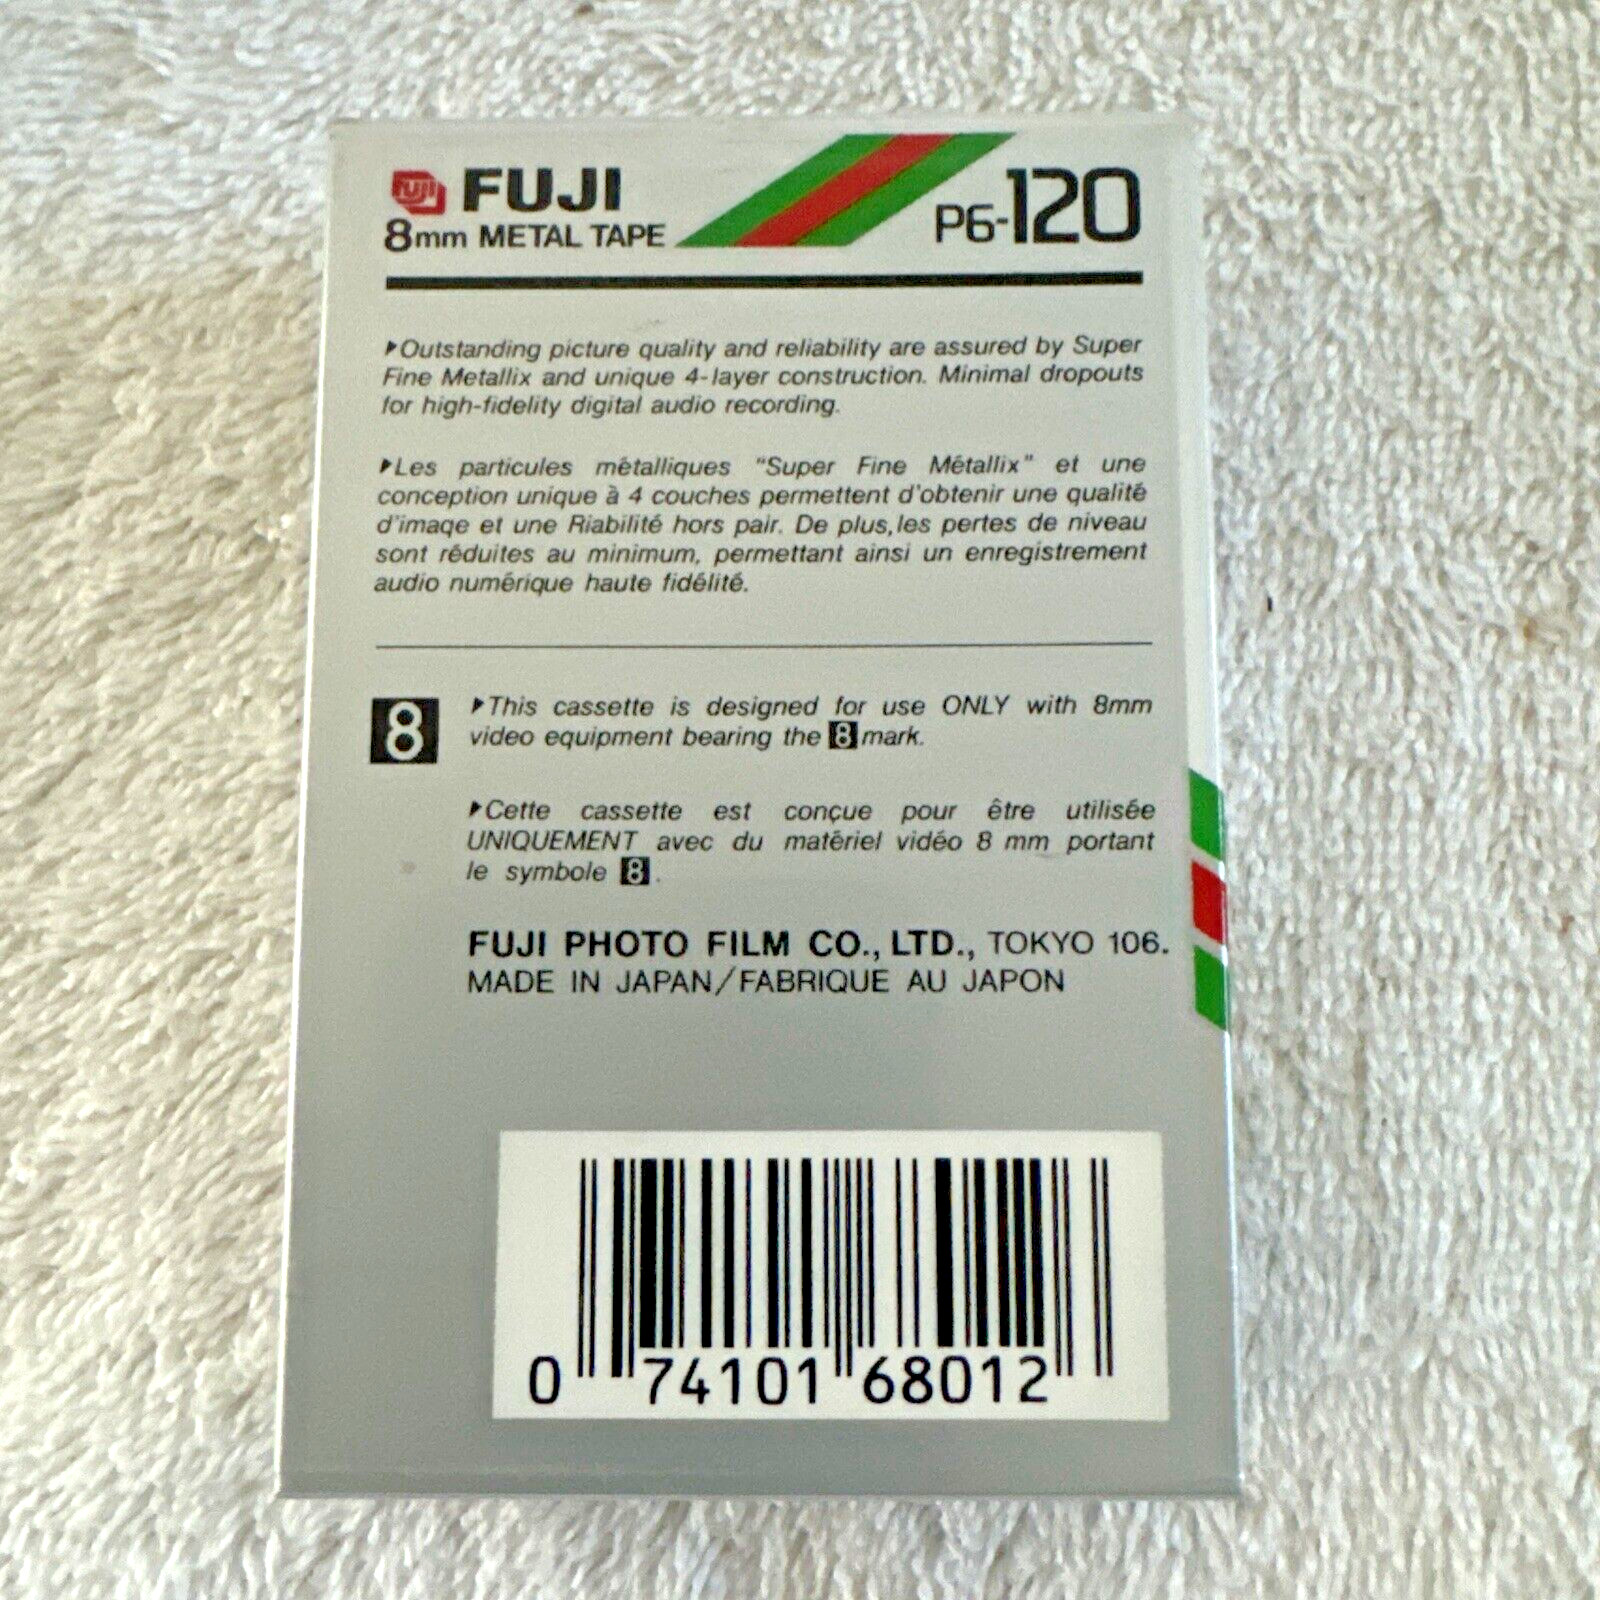 FUJI FUJI
8mm METAL TAPE
P6-120
▶Outstanding picture quality and reliability are assured by Super
Fine Metallix and unique 4-layer construction. Minimal dropouts
for high-fidelity digital audio recording.
▶Les particules métalliques "Super Fine Métallix" et une
conception unique à 4 couches permettent d'obtenir une qualité
d'imaqe et une Riabilité hors pair. De plus, les pertes de niveau
sont réduites au minimum, permettant ainsi un enregistrement
audio numérique haute fidélité.
8
▶This cassette is designed for use ONLY with 8mm
video equipment bearing the 8 mark.
▶Cette cassette est conçue pour être utilisée
UNIQUEMENT avec du matériel vidéo 8 mm portant
le symbole 8.
FUJI PHOTO FILM CO., LTD., TOKYO 106.
MADE IN JAPAN/FABRIQUE AU JAPON
0 74101 68012